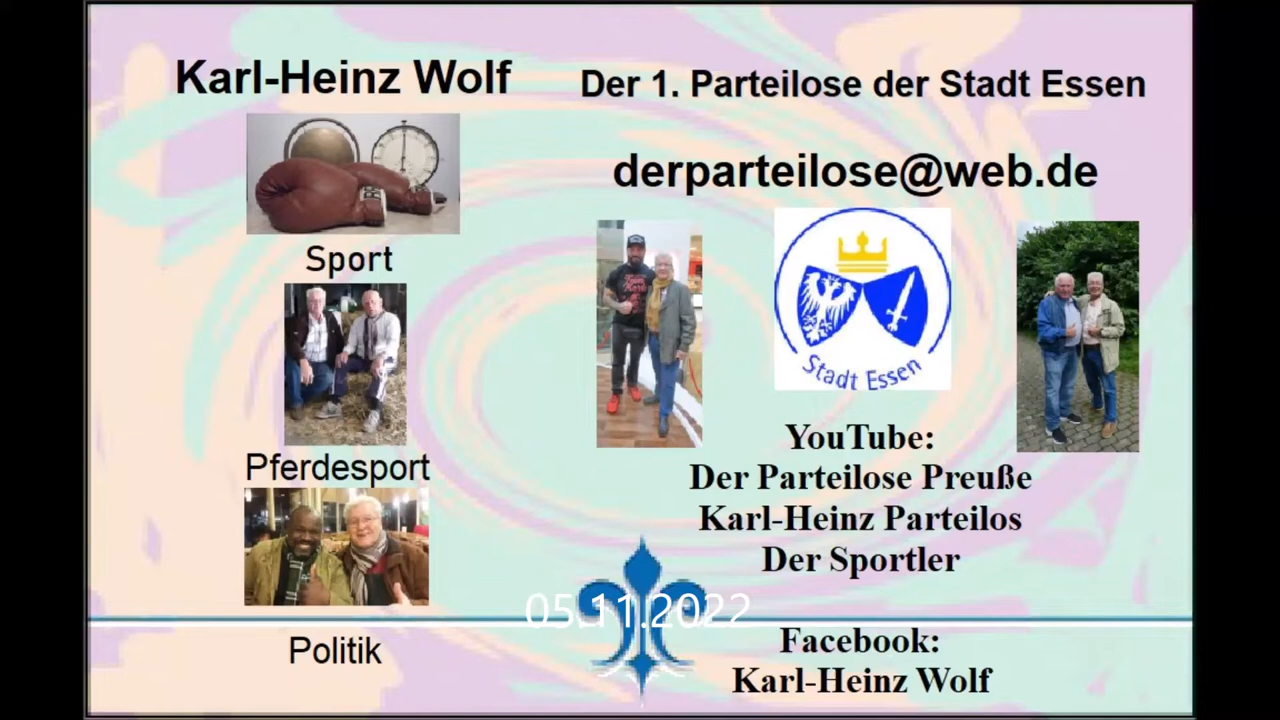 Karl-Heinz Wolf
Der 1. Parteilose der Stadt Essen
derparteilose@web.de
Sport
Pferdesport
Stadt Essen
YouTube:
Der Parteilose Preuße
Karl-Heinz Parteilos
Der Sportler
05.11.2022
Politik
Facebook:
Karl-Heinz Wolf